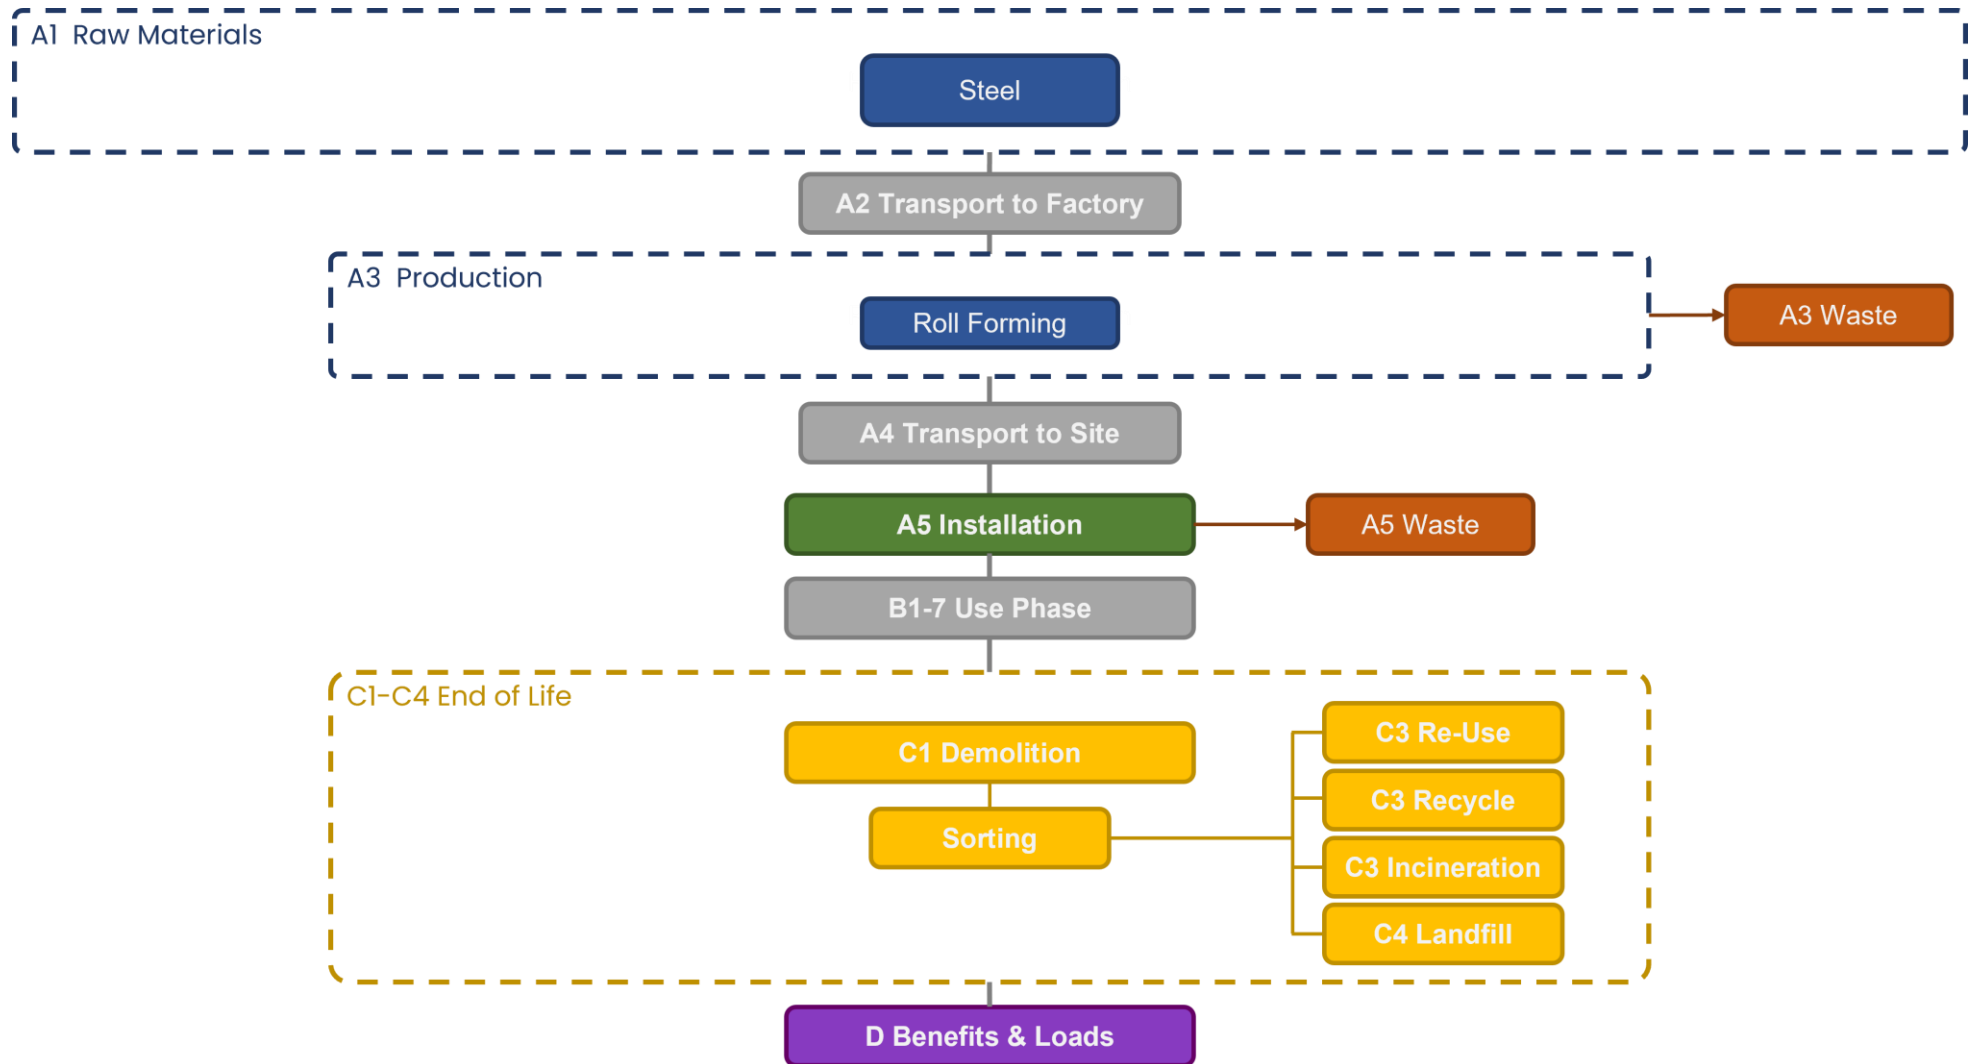 A1 Raw Materials
Steel
A2 Transport to Factory
A3 Production
Roll Forming
A3 Waste
A4 Transport to Site
A5 Installation
A5 Waste
B1-7 Use Phase
C1-C4 End of Life
C1 Demolition
Sorting
C3 Re-Use
C3 Recycle
C3 Incineration
C4 Landfill
D Benefits & Loads